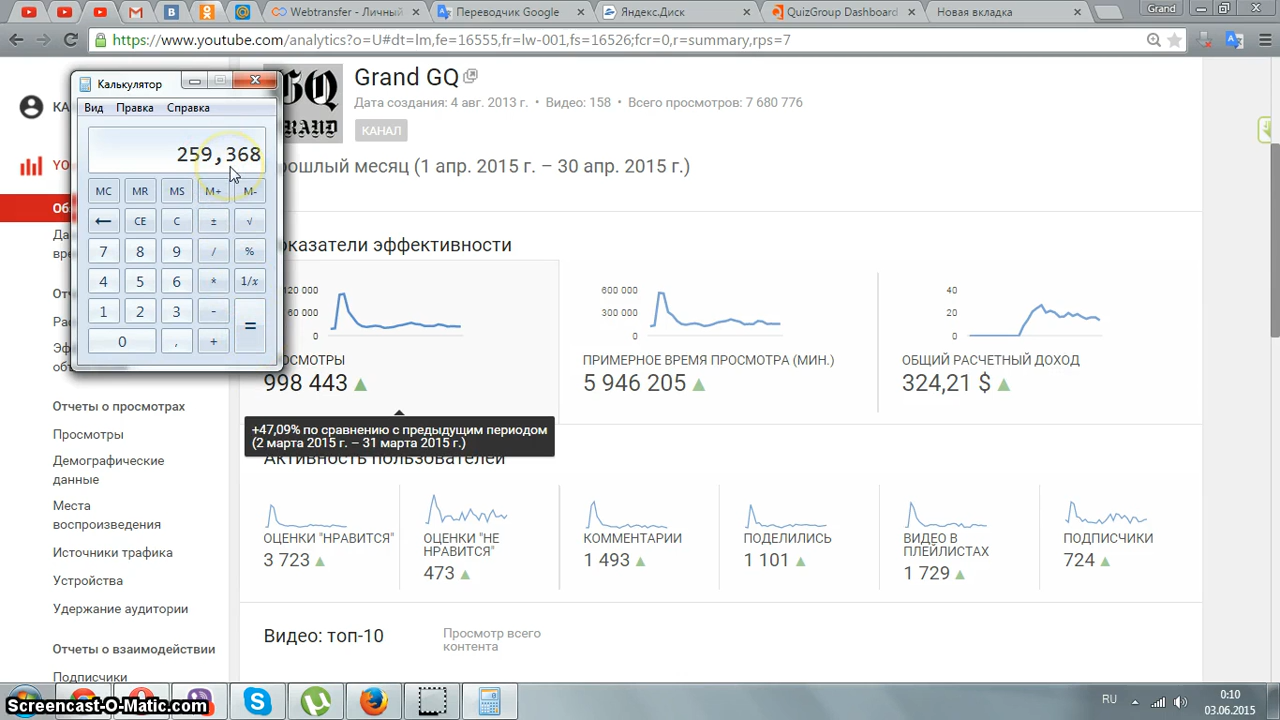 Webtransfer - Личный
Переводчик Google
Яндекс.Диск
QuizGroup Dashboard
Новая вкладка
Grand
https://www.youtube.com/analytics?o=U#dt=lm,fe=16555,fr=lw-001,fs=16526;fcr=0,r=summary,rps=7
Калькулятор
Вид Правка Справка
259,368
MC MR MS M+ M-
CE C ± √
7 8 9 / %
4 5 6 * 1/x
1 2 3 - =
0 , +
GQ
Grand GQ
Дата создания: 4 авг. 2013 г. • Видео: 158 • Всего просмотров: 7 680 776
КАНАЛ
рошлый месяц (1 апр. 2015 г. – 30 апр. 2015 г.)
оказатели эффективности
120 000
60 000
0
ОСМОТРЫ
998 443
600 000
300 000
0
ПРИМЕРНОЕ ВРЕМЯ ПРОСМОТРА (МИН.)
5 946 205
40
20
0
ОБЩИЙ РАСЧЕТНЫЙ ДОХОД
324,21 $
+47,09% по сравнению с предыдущим периодом
(2 марта 2015 г. – 31 марта 2015 г.)
Активность пользователей
ОЦЕНКИ "НРАВИТСЯ"
3 723
ОЦЕНКИ "НЕ
НРАВИТСЯ"
473
КОММЕНТАРИИ
1 493
ПОДЕЛИЛИСЬ
1 101
ВИДЕО В
ПЛЕЙЛИСТАХ
1 729
ПОДПИСЧИКИ
724
Видео: топ-10
Просмотр всего
контента
Отчеты о просмотрах
Просмотры
Демографические
данные
Места
воспроизведения
Источники трафика
Устройства
Удержание аудитории
Отчеты о взаимодействии
Подписчики
Screencast-O-Matic.com
RU
0:10
03.06.2015